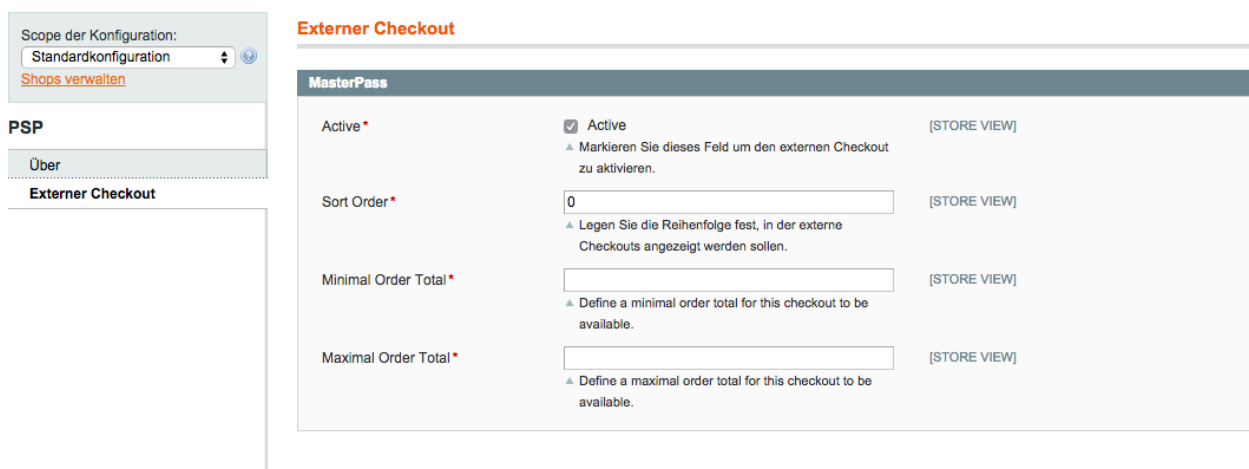 Scope der Konfiguration:
Standardkonfiguration
Shops verwalten
PSP
Über
Externer Checkout
Externer Checkout
MasterPass
Active* Active [STORE VIEW]
Markieren Sie dieses Feld um den externen Checkout
zu aktivieren.
Sort Order* 0 [STORE VIEW]
Legen Sie die Reihenfolge fest, in der externe
Checkouts angezeigt werden sollen.
Minimal Order Total* [STORE VIEW]
Define a minimal order total for this checkout to be
available.
Maximal Order Total* [STORE VIEW]
Define a maximal order total for this checkout to be
available.